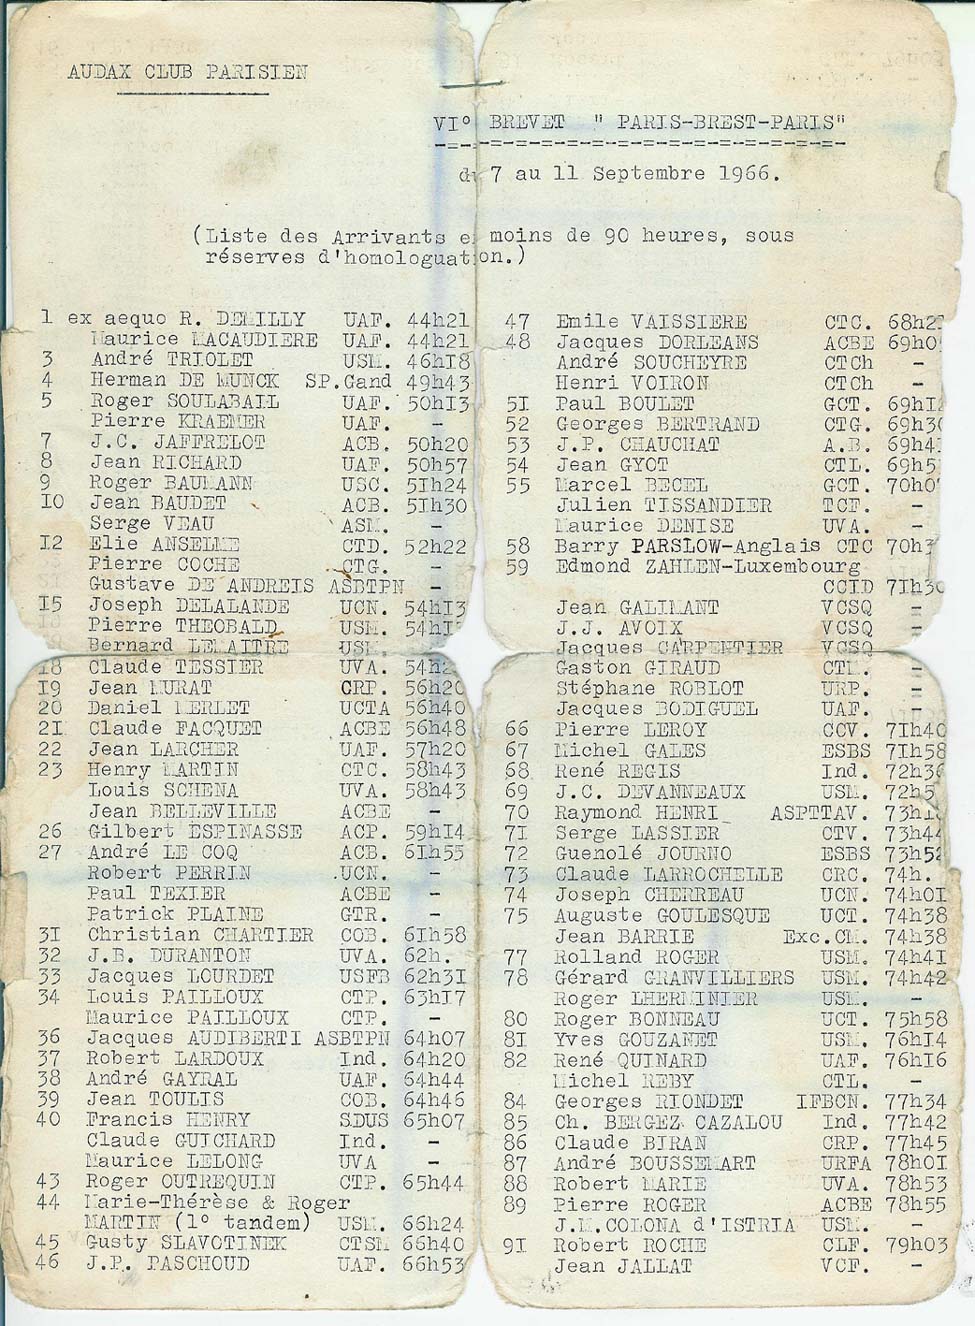 AUDAX CLUB PARISIEN
VI° BREVET " PARIS-BREST-PARIS"
du 7 au 11 Septembre 1966.
(Liste des Arrivants en moins de 90 heures, sous
réserves d'homologuation.)
1 ex aequo R. DEMILLY UAF. 44h21
Maurice MACAUDIERE UAF. 44h21
3 André TRIOLET USM. 46h18
4 Herman DE MUNCK SP.Gand 49h43
5 Roger SOULABAIL UAF. 50h13
Pierre KRAEMER UAF. -
7 J.C. JAFFRELOT ACB. 50h20
8 Jean RICHARD UAF. 50h57
9 Roger BAUMANN USC. 51h24
10 Jean BAUDET ACB. 51h30
Serge VEAU ASM. -
12 Elie ANSELME CTD. 52h22
Pierre COCHE CTG. -
Gustave DE ANDREIS ASBTPN -
15 Joseph DELALANDE UCN. 54h13
Pierre THEOBALD USM. 54h1
Bernard LEMAITRE USM.
18 Claude TESSIER UVA. 54h2
19 Jean MURAT CRP. 56h20
20 Daniel MERLET UCTA 56h40
21 Claude FACQUET ACBE 56h48
22 Jean LARCHER UAF. 57h20
23 Henry MARTIN CTC. 58h43
Louis SCHENA UVA. 58h43
Jean BELLEVILLE ACBE -
26 Gilbert ESPINASSE ACP. 59h14
27 André LE COQ ACB. 61h55
Robert PERRIN UCN. -
Paul TEXIER ACBE -
Patrick PLAINE GTR. -
31 Christian CHARTIER COB. 61h58
32 J.B. DURANTON UVA. 62h.
33 Jacques LOURDET USFB 62h31
34 Louis PAILLOUX CTP. 63h17
Maurice PAILLOUX CTP. -
36 Jacques AUDIBERTI ASBTPN 64h07
37 Robert LARDOUX Ind. 64h20
38 André GAYRAL UAF. 64h44
39 Jean TOULIS COB. 64h46
40 Francis HENRY SDUS 65h07
Claude GUICHARD Ind. -
Maurice LELONG UVA -
43 Roger OUTREQUIN CTP. 65h44
44 Marie-Thérèse & Roger
MARTIN (1° tandem) USM. 66h24
45 Gusty SLAVOTINEK CTSM 66h40
46 J.P. PASCHOUD UAF. 66h53
47 Emile VAISSIERE CTC. 68h2
48 Jacques DORLEANS ACBE 69h0
André SOUCHEYRE CTCh -
Henri VOIRON CTCh -
51 Paul BOULET GCT. 69h1
52 Georges BERTRAND CTG. 69h3
53 J.P. CHAUCHAT A.B. 69h4
54 Jean GYOT CTL. 69h5
55 Marcel BECEL GCT. 70h0
Julien TISSANDIER TCF. -
Maurice DENISE UVA. -
58 Barry PARSLOW-Anglais CTC 70h3
59 Edmond ZAHLEN-Luxembourg
CCID 71h3
Jean GALIMANT VCSQ -
J.J. AVOIX VCSQ -
Jacques CARPENTIER VCSQ -
Gaston GIRAUD CTL. -
Stéphane ROBLOT URP. -
Jacques BODIGUEL UAF. -
66 Pierre LEROY CCV. 71h40
67 Michel GALES ESBS 71h58
68 René REGIS Ind. 72h36
69 J.C. DEVANNEAUX USM. 72h5
70 Raymond HENRI ASPTTAV. 73h1
71 Serge LASSIER CTV. 73h44
72 Guenolé JOURNO ESBS 73h52
73 Claude LARROCHELLE CRC. 74h.
74 Joseph CHERREAU UCN. 74h01
75 Auguste GOULESQUE UCT. 74h38
Jean BARRIE Exc.CM. 74h38
77 Rolland ROGER USM. 74h41
78 Gérard GRANVILLIERS USM. 74h42
Roger LHERMINIER USM. -
80 Roger BONNEAU UCT. 75h58
81 Yves GOUZANET USM. 76h14
82 René QUINARD UAF. 76h16
Michel REBY CTL. -
84 Georges RIONDET IFBCN. 77h34
85 Ch. BERGEZ CAZALOU Ind. 77h42
86 Claude BIRAN CRP. 77h45
87 André BOUSSEMART URFA 78h01
88 Robert MARIE UVA. 78h53
89 Pierre ROGER ACBE 78h55
J.M.COLONA d'ISTRIA USM. -
91 Robert ROCHE CLF. 79h03
Jean JALLAT VCF. -